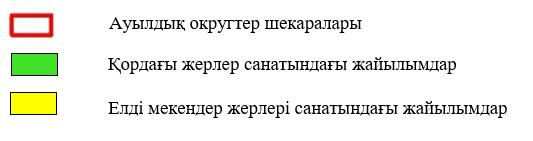 Ауылдық округтер шекаралары
Қордағы жерлер санатындағы жайылымдар
Елді мекендер жерлері санатындағы жайылымдар